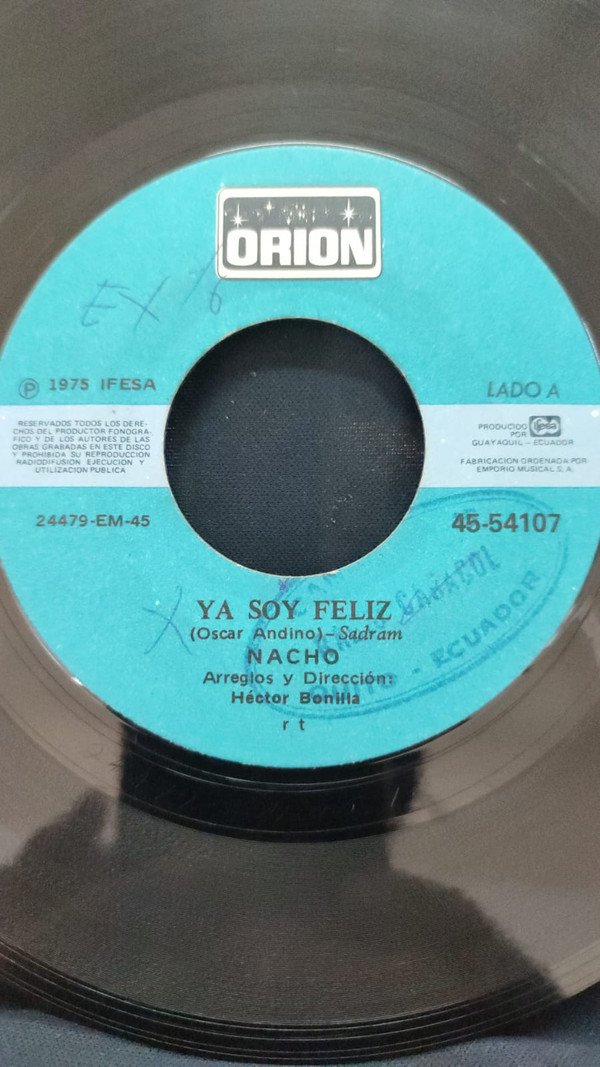 ORION
EX
℗ 1975 IFESA
LADO A
RESERVADOS TODOS LOS DERE-
CHOS DEL PRODUCTOR FONOGRA-
FICO Y DE LOS AUTORES DE LAS
OBRAS GRABADAS EN ESTE DISCO
Y PROHIBIDA SU REPRODUCCION
RADIODIFUSION EJECUCION Y
UTILIZACION PUBLICA
PRODUCIDO
POR ifesa
GUAYAQUIL - ECUADOR
FABRICACION ORDENADA POR
EMPORIO MUSICAL S. A.
24479-EM-45
45-54107
YA SOY FELIZ
(Oscar Andino) - Sadram
NACHO
Arreglos y Dirección:
Héctor Bonilla
r t
CARACOL
QUITO - ECUADOR